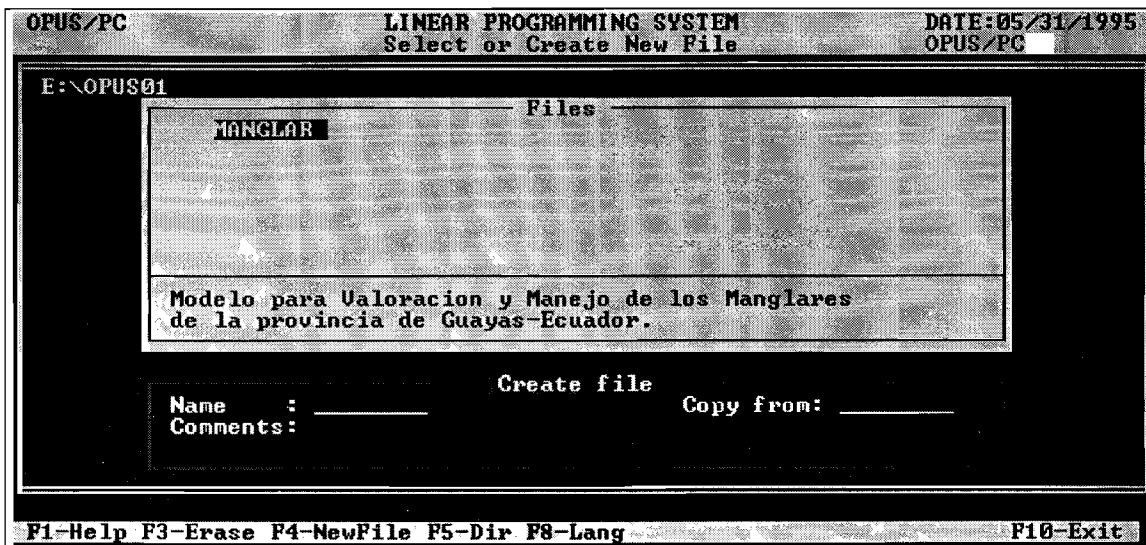 OPUS/PC LINEAR PROGRAMMING SYSTEM DATE:05/31/1995
Select or Create New File OPUS/PC
E:\OPUS01
Files
MANGLAR
Modelo para Valoracion y Manejo de los Manglares
de la provincia de Guayas-Ecuador.
Create file
Name : Copy from:
Comments:
F1-Help F3-Erase F4-NewFile F5-Dir F8-Lang F10-Exit